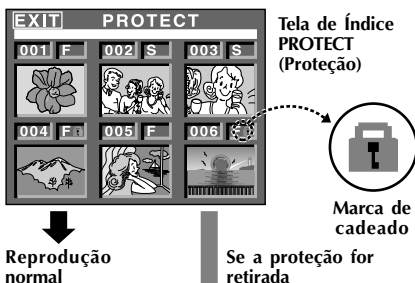 EXIT PROTECT
001 F 002 S 003 S
004 F 005 F 006 F
Tela de Índice
PROTECT
(Proteção)
Marca de
cadeado
Reprodução
normal
Se a proteção for
retirada